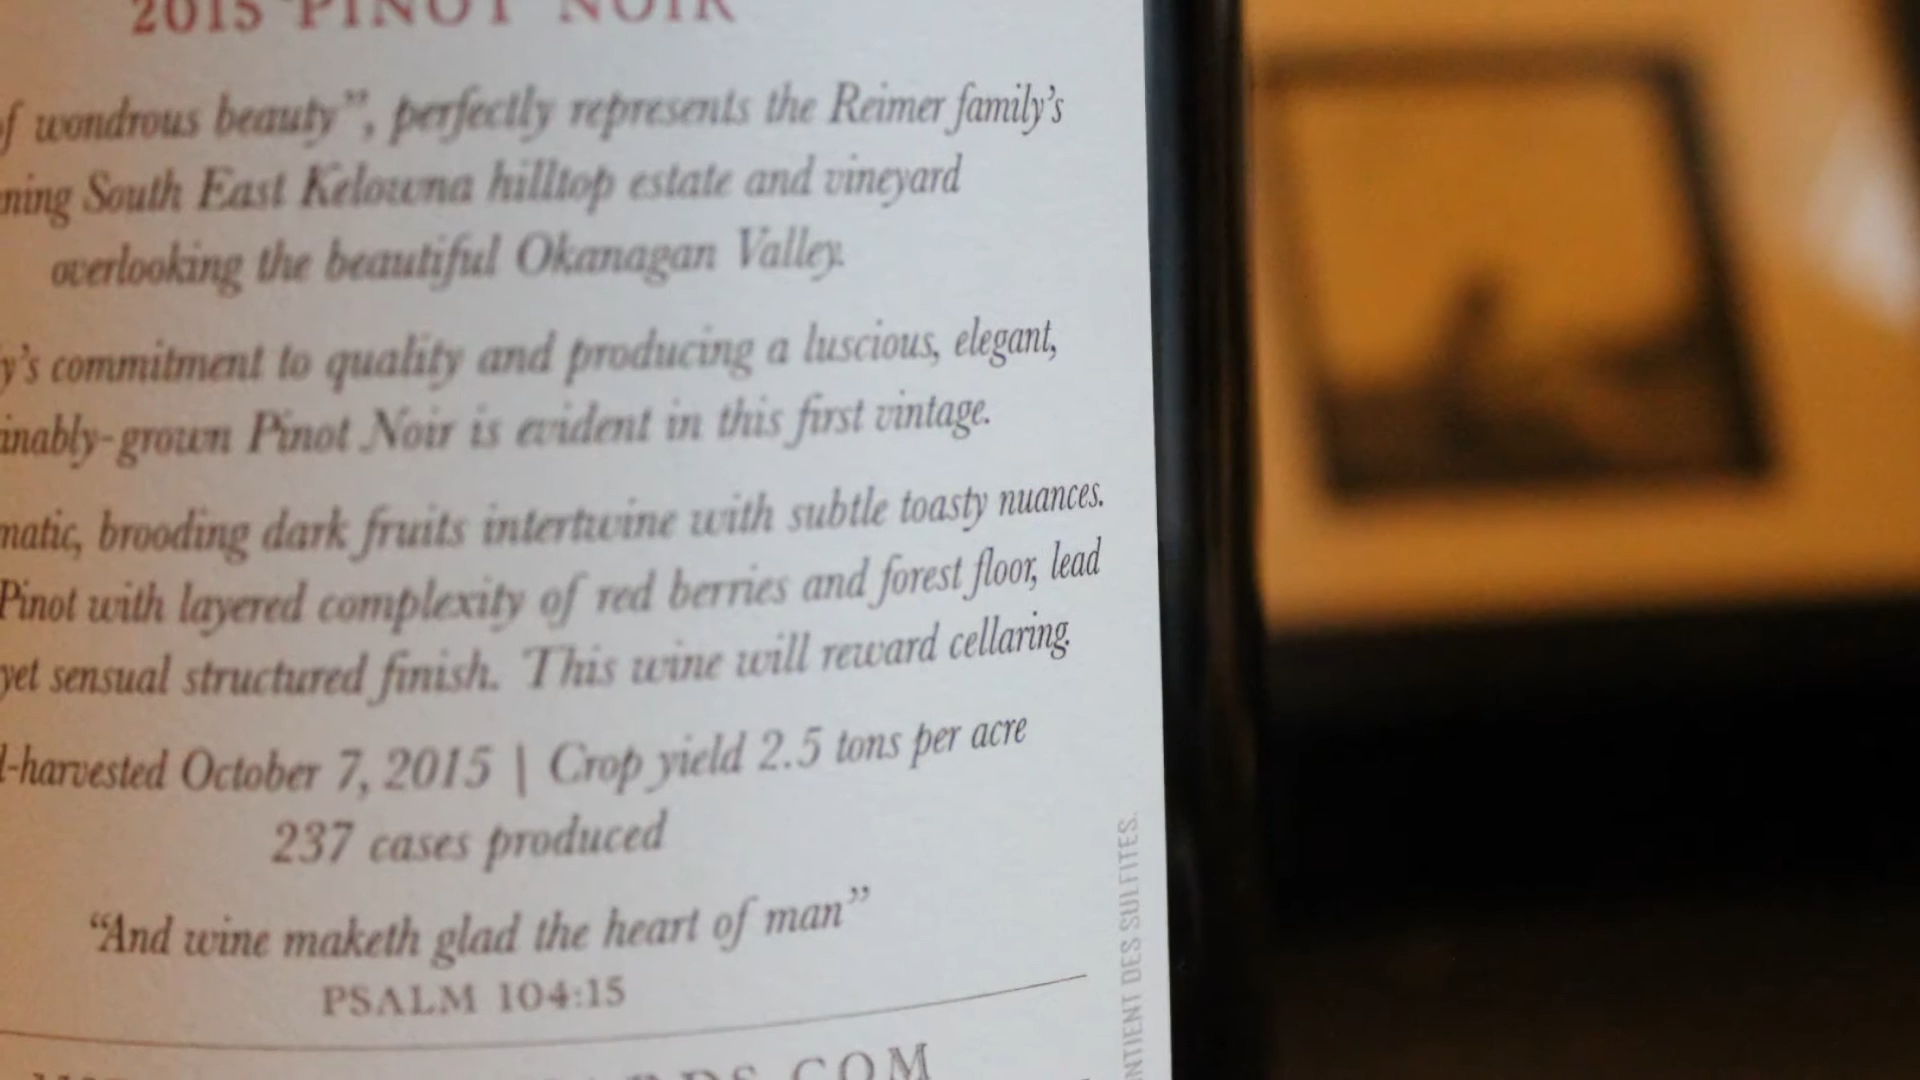 2015 PINOT NOIR
of wondrous beauty”, perfectly represents the Reimer family’s
ning South East Kelowna hilltop estate and vineyard
overlooking the beautiful Okanagan Valley.
y’s commitment to quality and producing a luscious, elegant,
inably-grown Pinot Noir is evident in this first vintage.
matic, brooding dark fruits intertwine with subtle toasty nuances.
Pinot with layered complexity of red berries and forest floor, lead
yet sensual structured finish. This wine will reward cellaring.
l-harvested October 7, 2015 | Crop yield 2.5 tons per acre
237 cases produced
“And wine maketh glad the heart of man”
PSALM 104:15
ARDS.COM
NTIENT DES SULFITES.